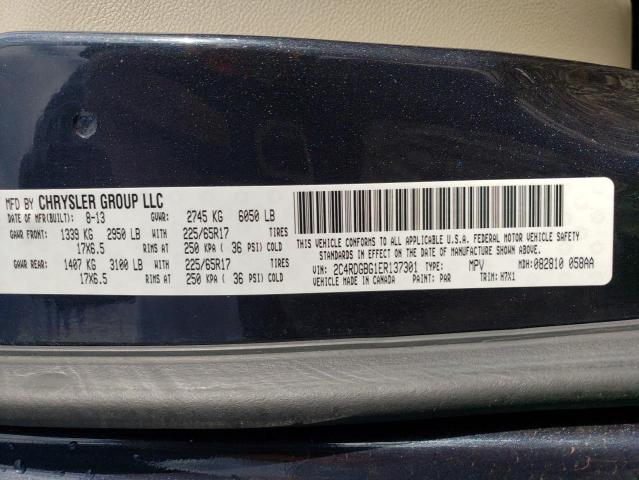 MFD BY CHRYSLER GROUP LLC
DATE OF MFR(BUILT): 8-13 GVWR: 2745 KG 6050 LB
GAWR FRONT: 1339 KG 2950 LB WITH 225/65R17 TIRES
17X6.5 RIMS AT 250 KPA ( 36 PSI) COLD
GAWR REAR: 1407 KG 3100 LB WITH 225/65R17 TIRES
17X6.5 RIMS AT 250 KPA ( 36 PSI) COLD
THIS VEHICLE CONFORMS TO ALL APPLICABLE U.S.A. FEDERAL MOTOR VEHICLE SAFETY
STANDARDS IN EFFECT ON THE DATE OF MANUFACTURE SHOWN ABOVE.
VIN: 2C4RDGBG1ER137301 TYPE: MPV MDH: 082810 058AA
VEHICLE MADE IN CANADA PAINT: PAR TRIM: H7X1